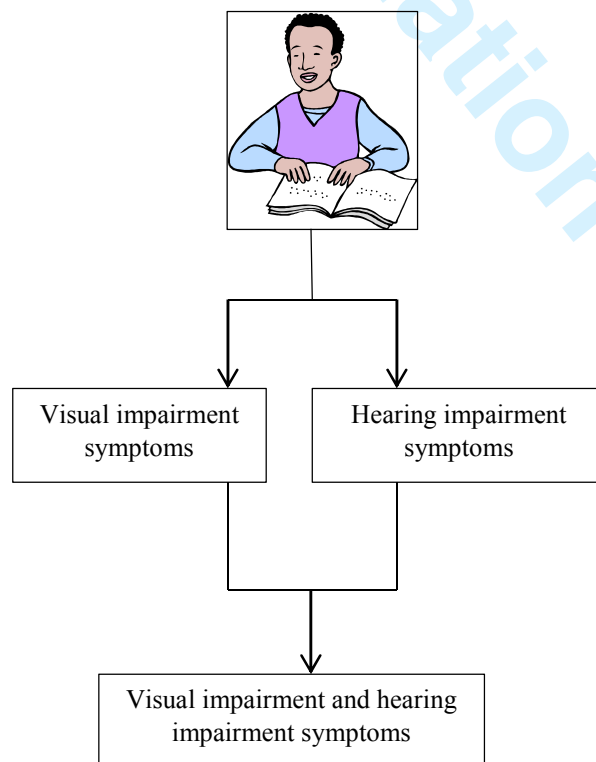 Visual impairment
symptoms
Hearing impairment
symptoms
Visual impairment and hearing
impairment symptoms